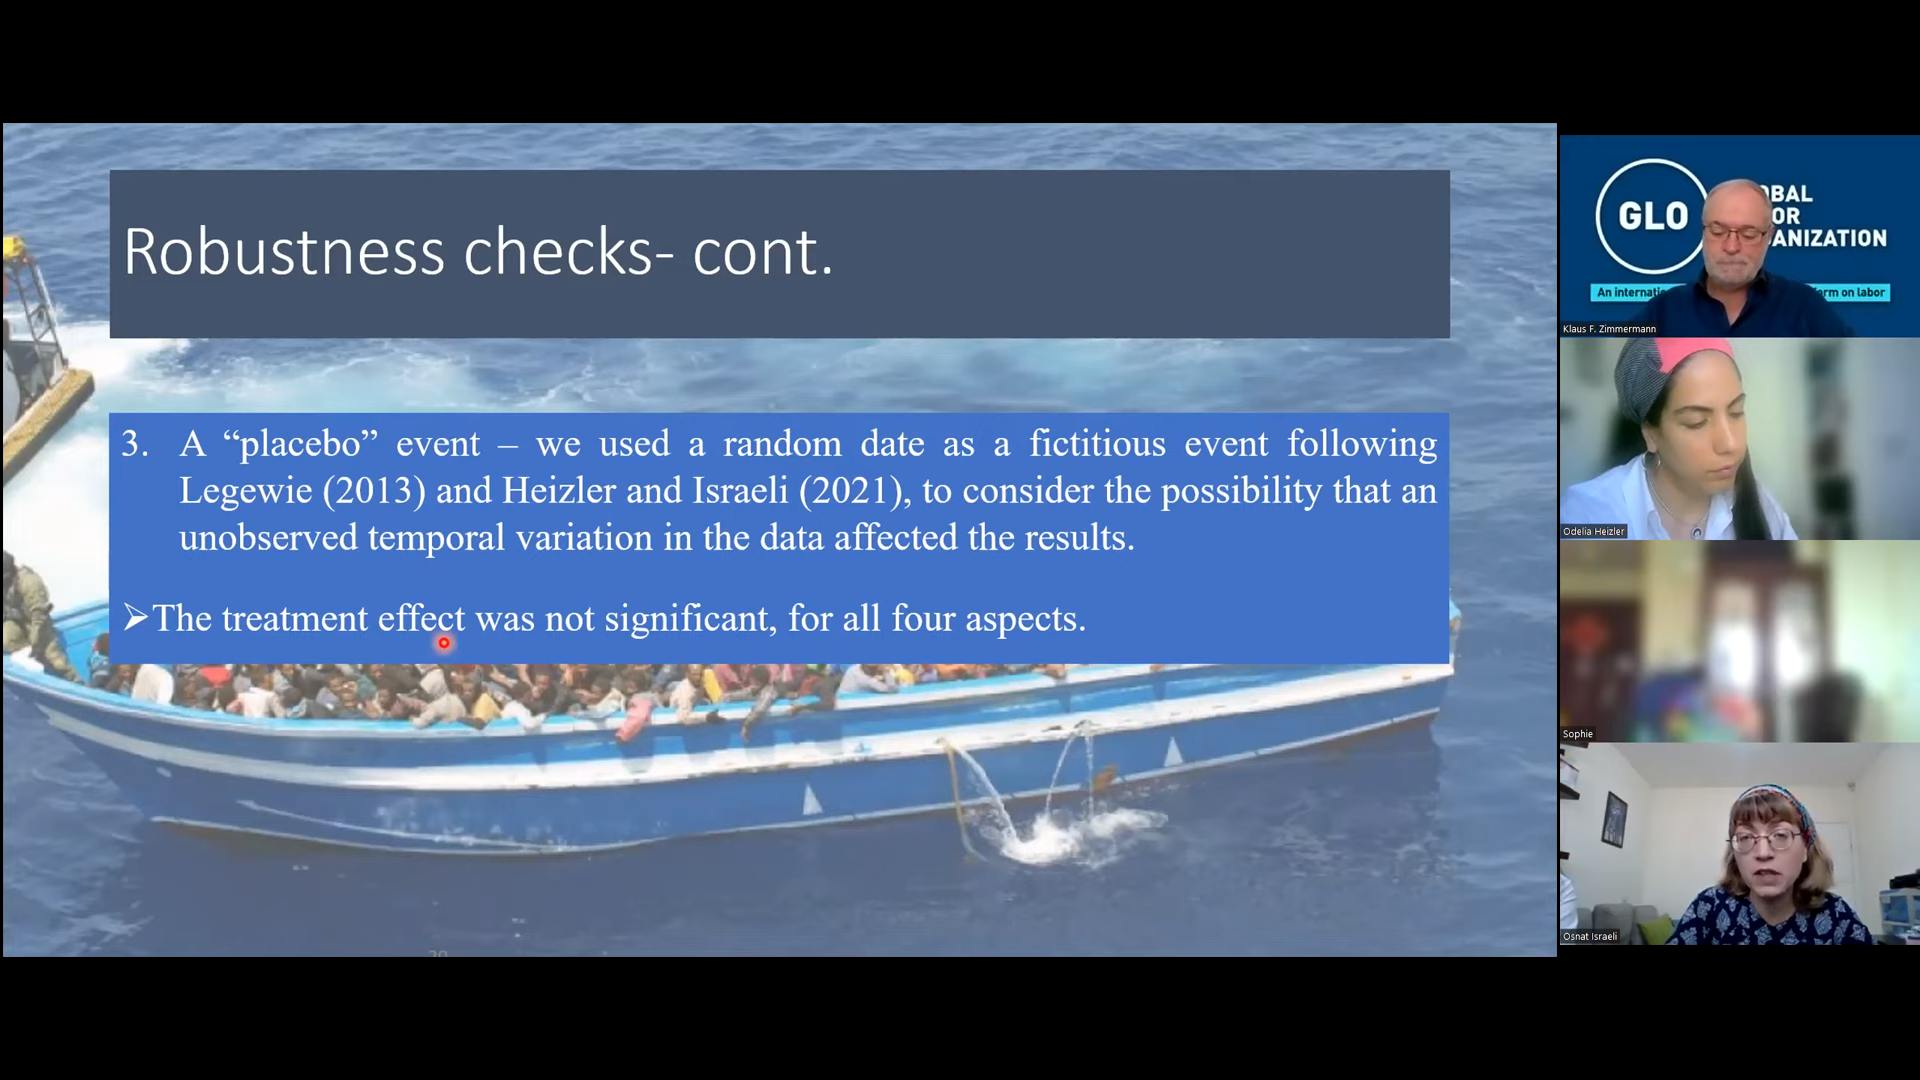 Robustness checks- cont.
3. A “placebo” event – we used a random date as a fictitious event following
Legewie (2013) and Heizler and Israeli (2021), to consider the possibility that an
unobserved temporal variation in the data affected the results.
➢The treatment effect was not significant, for all four aspects.
GLO
OBAL
OR
ANIZATION
An internatio
orm on labor
Klaus F. Zimmermann
Odelia Heizler
Sophie
Osnat Israeli